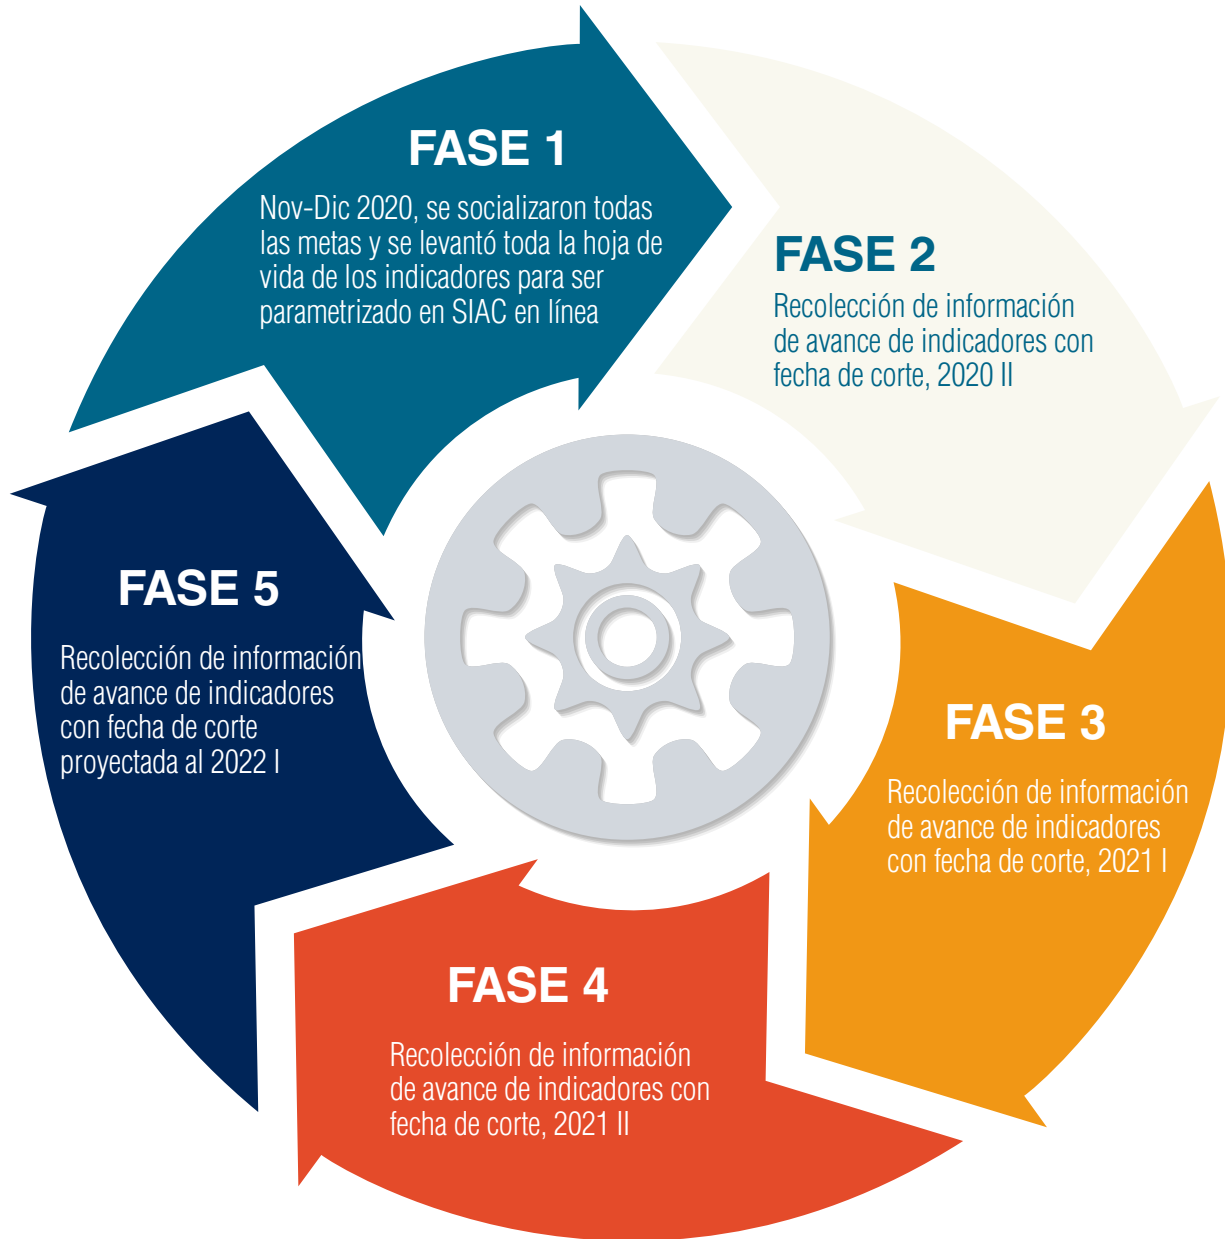 FASE 1
Nov-Dic 2020, se socializaron todas
las metas y se levantó toda la hoja de
vida de los indicadores para ser
parametrizado en SIAC en línea
FASE 2
Recolección de información
de avance de indicadores con
fecha de corte, 2020 II
FASE 3
Recolección de información
de avance de indicadores
con fecha de corte, 2021 I
FASE 4
Recolección de información
de avance de indicadores con
fecha de corte, 2021 II
FASE 5
Recolección de información
de avance de indicadores
con fecha de corte
proyectada al 2022 I